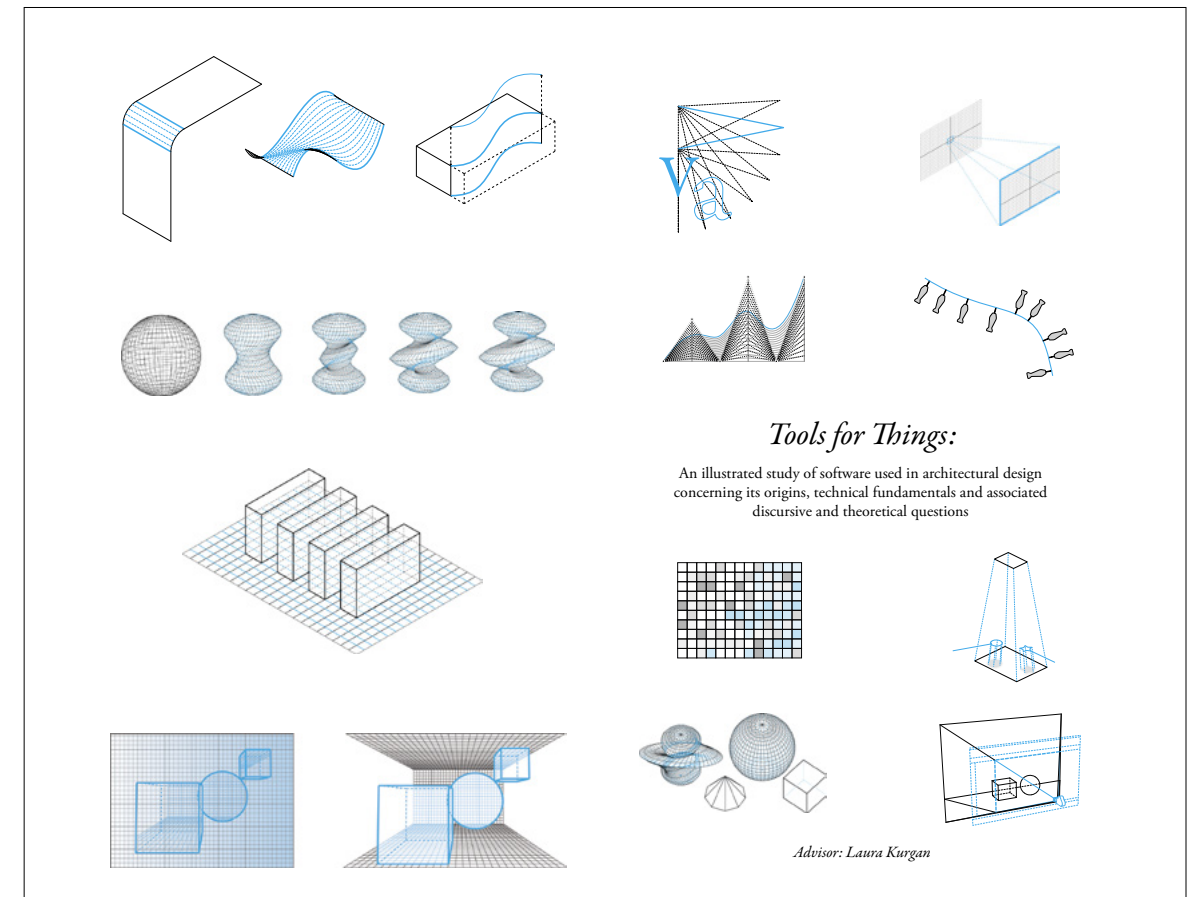 Va
Tools for Things:
An illustrated study of software used in architectural design
concerning its origins, technical fundamentals and associated
discursive and theoretical questions
Advisor: Laura Kurgan